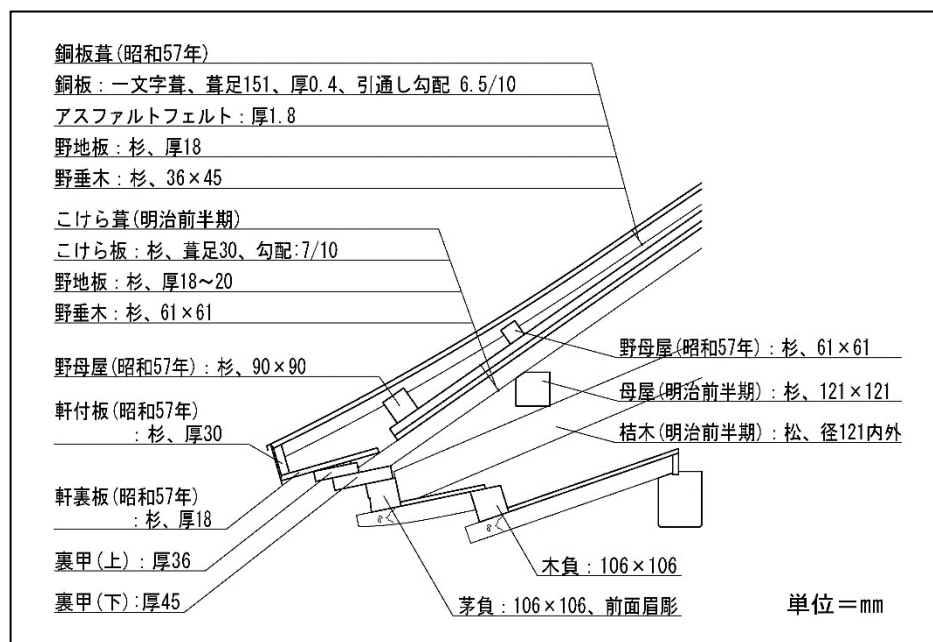 銅板葺(昭和57年)
銅板：一文字葺、葺足151、厚0.4、引通し勾配 6.5/10
アスファルトフェルト：厚1.8
野地板：杉、厚18
野垂木：杉、36×45
こけら葺(明治前半期)
こけら板：杉、葺足30、勾配:7/10
野地板：杉、厚18～20
野垂木：杉、61×61
野母屋(昭和57年)：杉、61×61
野母屋(昭和57年)：杉、90×90
母屋(明治前半期)：杉、121×121
軒付板(昭和57年)
：杉、厚30
桔木(明治前半期)：松、径121内外
軒裏板(昭和57年)
：杉、厚18
裏甲(上)：厚36
木負：106×106
裏甲(下):厚45
茅負：106×106、前面眉彫
単位＝mm